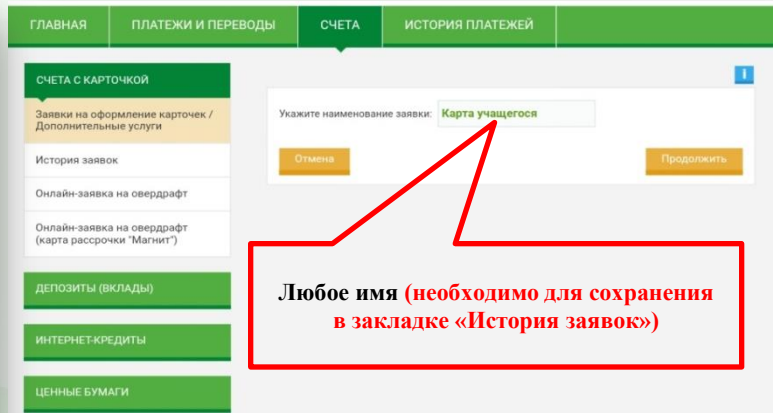 ГЛАВНАЯ
ПЛАТЕЖИ И ПЕРЕВОДЫ
СЧЕТА
ИСТОРИЯ ПЛАТЕЖЕЙ
СЧЕТА С КАРТОЧКОЙ
Заявки на оформление карточек /
Дополнительные услуги
История заявок
Онлайн-заявка на овердрафт
Онлайн-заявка на овердрафт
(карта рассрочки "Магнит")
ДЕПОЗИТЫ (ВКЛАДЫ)
ИНТЕРНЕТ-КРЕДИТЫ
ЦЕННЫЕ БУМАГИ
i
Укажите наименование заявки: Карта учащегося
Отмена
Продолжить
Любое имя (необходимо для сохранения
в закладке «История заявок»)